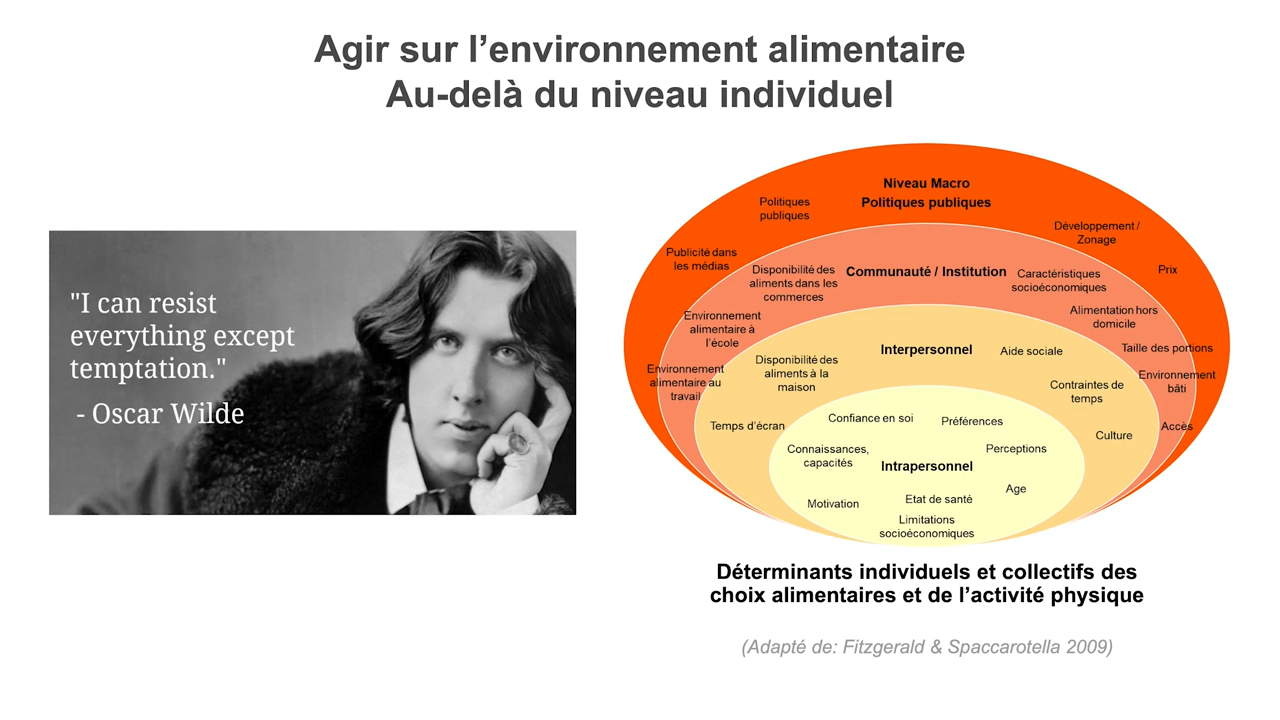 Agir sur l’environnement alimentaire
Au-delà du niveau individuel
"I can resist
everything except
temptation."
- Oscar Wilde
Niveau Macro
Politiques publiques
Politiques
publiques
Développement /
Zonage
Publicité dans
les médias
Prix
Communauté / Institution
Disponibilité des
aliments dans les
commerces
Caractéristiques
socioéconomiques
Environnement
alimentaire à
l’école
Alimentation hors
domicile
Taille des portions
Environnement
alimentaire au
travail
Environnement
bâti
Accès
Interpersonnel
Aide sociale
Disponibilité des
aliments à la
maison
Contraintes de
temps
Temps d’écran
Culture
Confiance en soi
Préférences
Connaissances,
capacités
Perceptions
Intrapersonnel
Age
Motivation
Etat de santé
Limitations
socioéconomiques
Déterminants individuels et collectifs des
choix alimentaires et de l’activité physique
(Adapté de: Fitzgerald & Spaccarotella 2009)